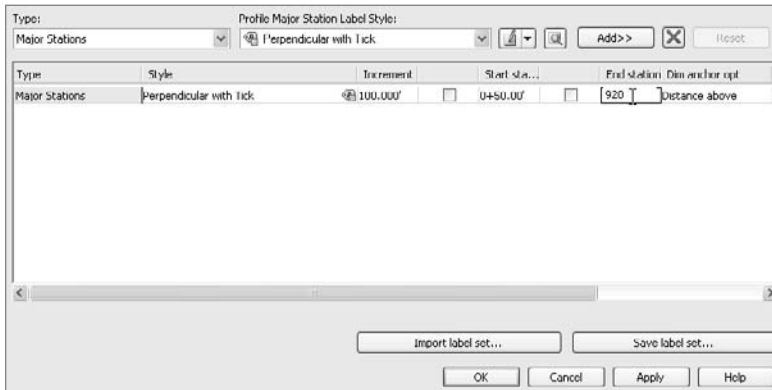 Type: Profile Major Station Label Style:
Major Stations Perpendicular with Tick Add>> Reset
Type Style Increment Start sta... End station Dim anchor opt
Major Stations Perpendicular with Tick 100.000' 0+50.00' 920 Distance above
Import label set... Save label set...
OK Cancel Apply Help